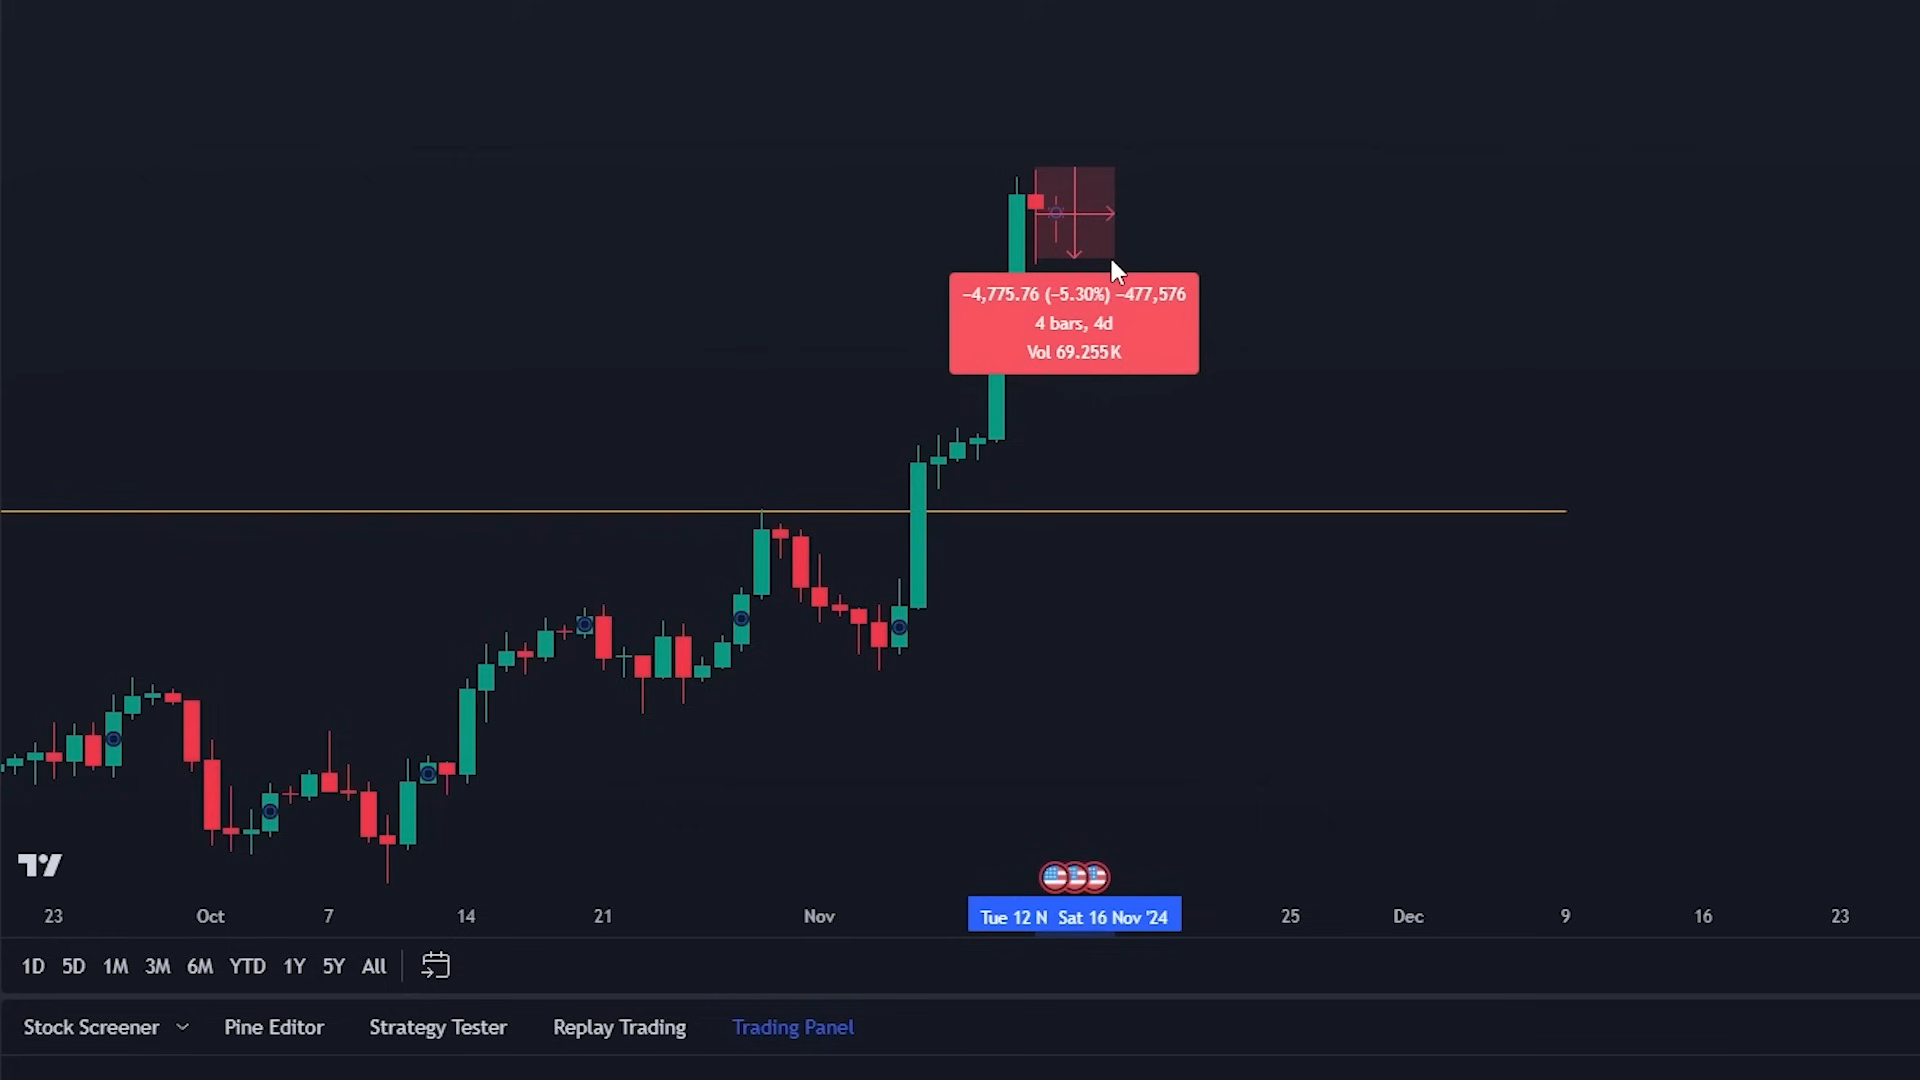 −4,775.76 (−5.30%) −477,576
4 bars, 4d
Vol 69.255K
23 Oct 7 14 21 Nov Tue 12 N Sat 16 Nov '24 25 Dec 9 16 23
1D 5D 1M 3M 6M YTD 1Y 5Y All
Stock Screener Pine Editor Strategy Tester Replay Trading Trading Panel